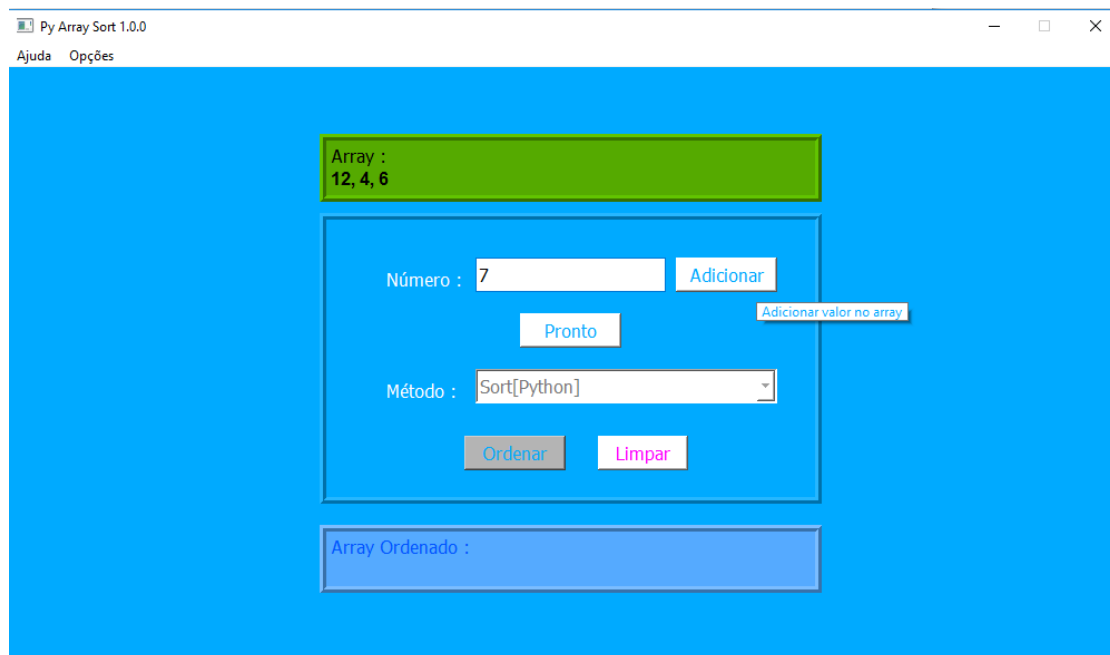 Py Array Sort 1.0.0
Ajuda Opções
Array :
12, 4, 6
Número : 7 Adicionar
Adicionar valor no array
Pronto
Método : Sort[Python]
Ordenar Limpar
Array Ordenado :